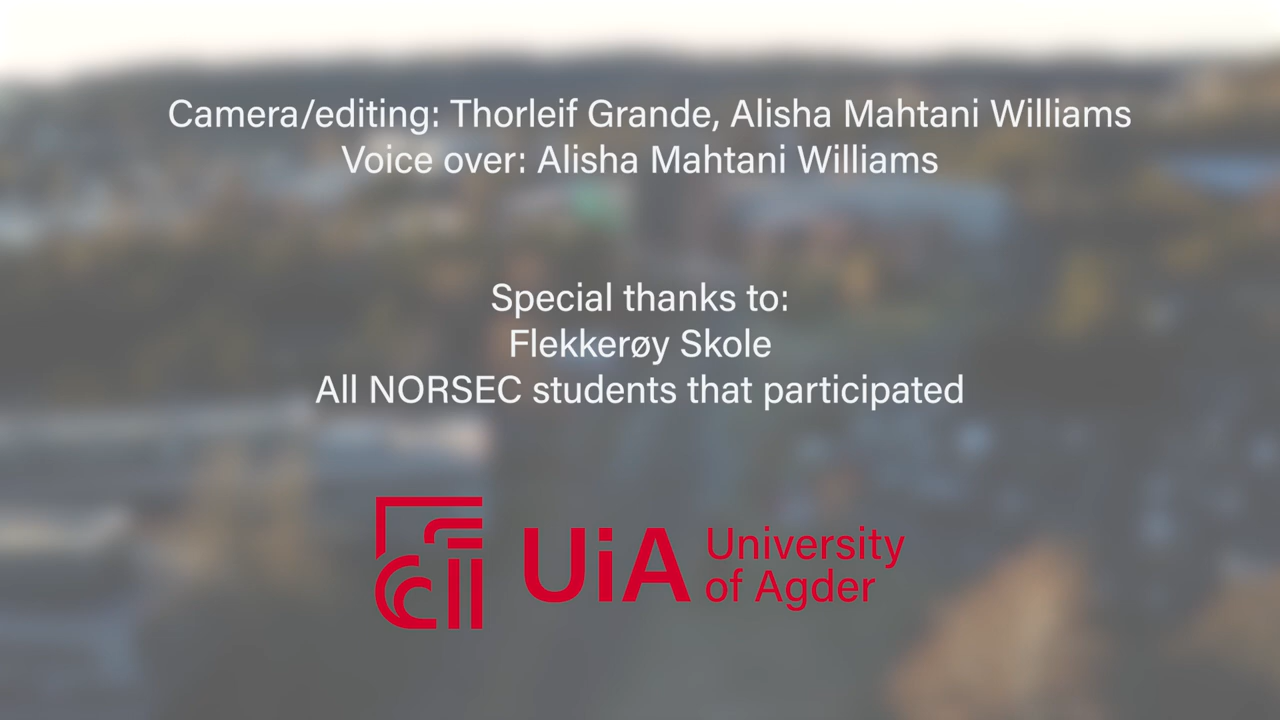 Camera/editing: Thorleif Grande, Alisha Mahtani Williams
Voice over: Alisha Mahtani Williams
Special thanks to:
Flekkerøy Skole
All NORSEC students that participated
UiA University
of Agder